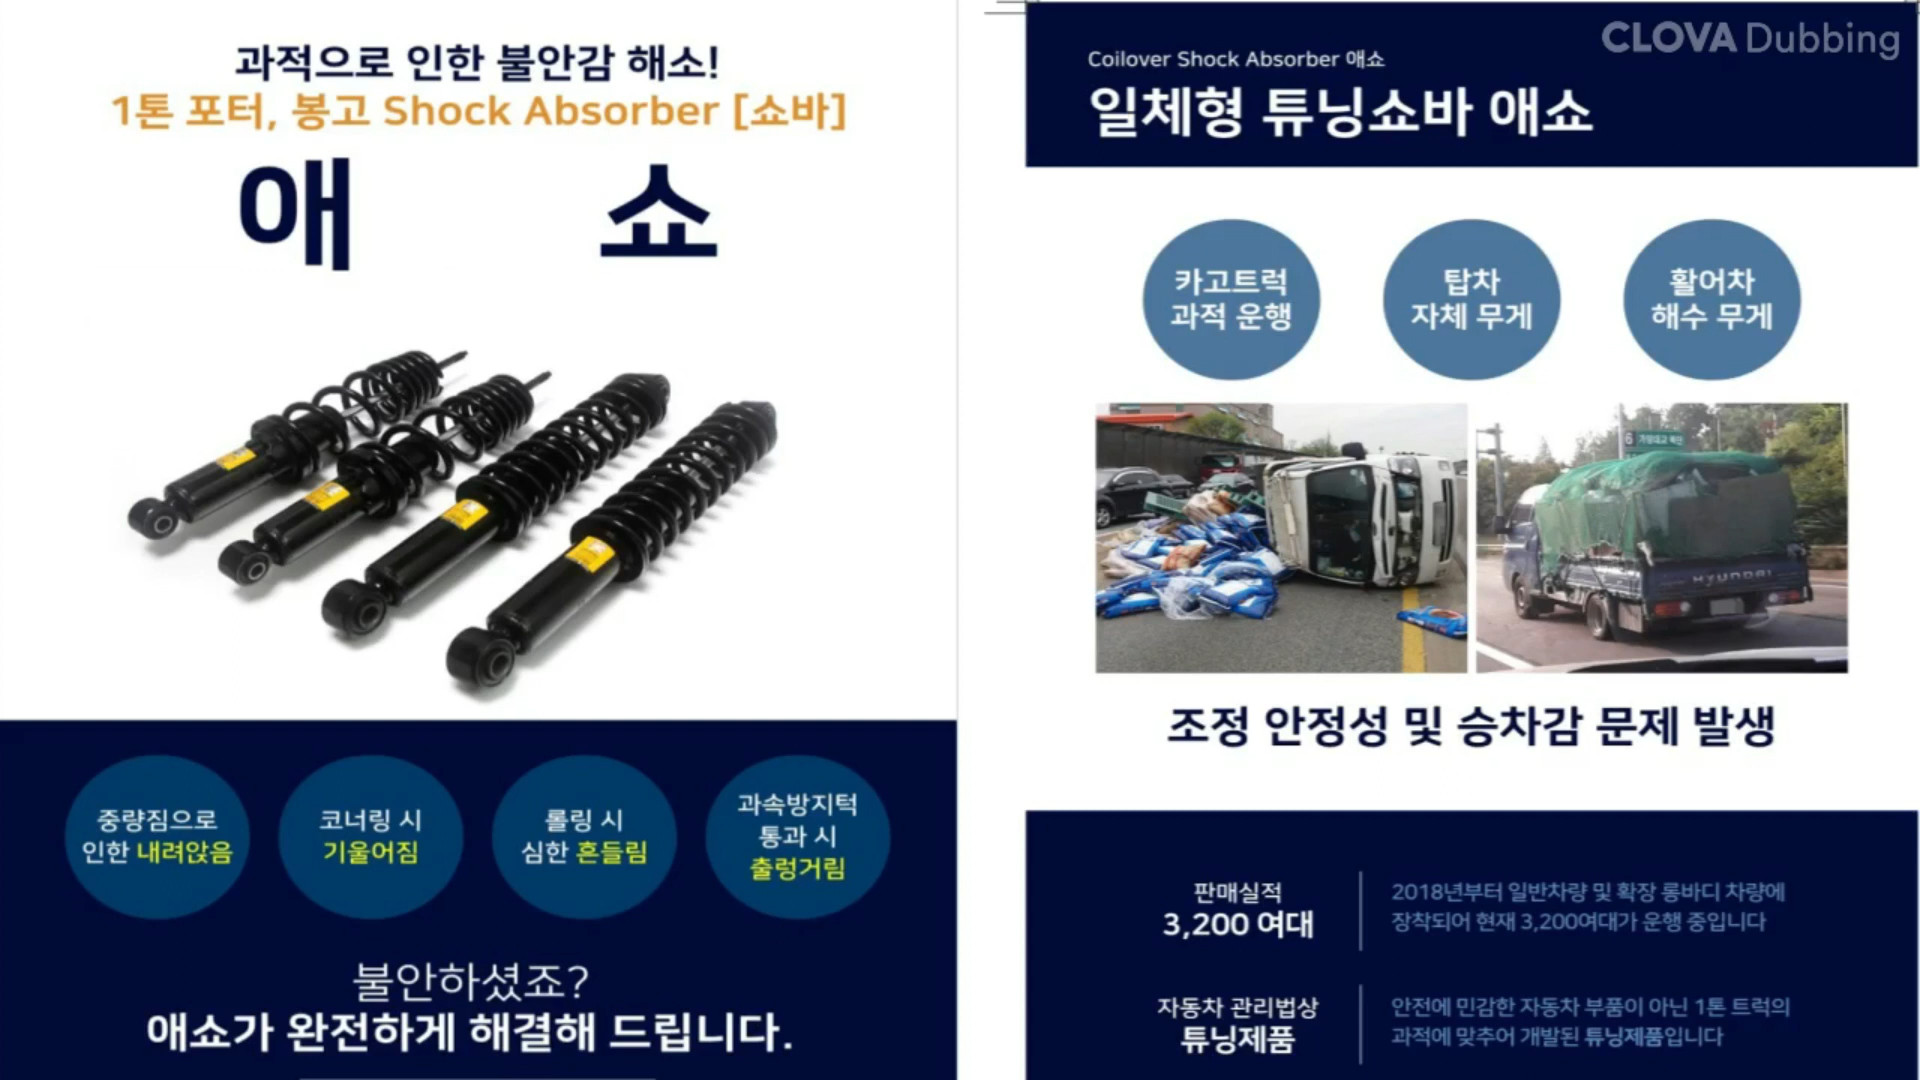 과적으로 인한 불안감 해소!
1톤 포터, 봉고 Shock Absorber [쇼바]
애 쇼
중량짐으로
인한 내려앉음
코너링 시
기울어짐
롤링 시
심한 흔들림
과속방지턱
통과 시
출렁거림
불안하셨죠?
애쇼가 완전하게 해결해 드립니다.
CLOVA Dubbing
Coilover Shock Absorber 애쇼
일체형 튜닝쇼바 애쇼
카고트럭
과적 운행
탑차
자체 무게
활어차
해수 무게
6 가양대교 북단
HYUNDAI
조정 안정성 및 승차감 문제 발생
판매실적
3,200 여대
2018년부터 일반차량 및 확장 롱바디 차량에
장착되어 현재 3,200여대가 운행 중입니다
자동차 관리법상
튜닝제품
안전에 민감한 자동차 부품이 아닌 1톤 트럭의
과적에 맞추어 개발된 튜닝제품입니다